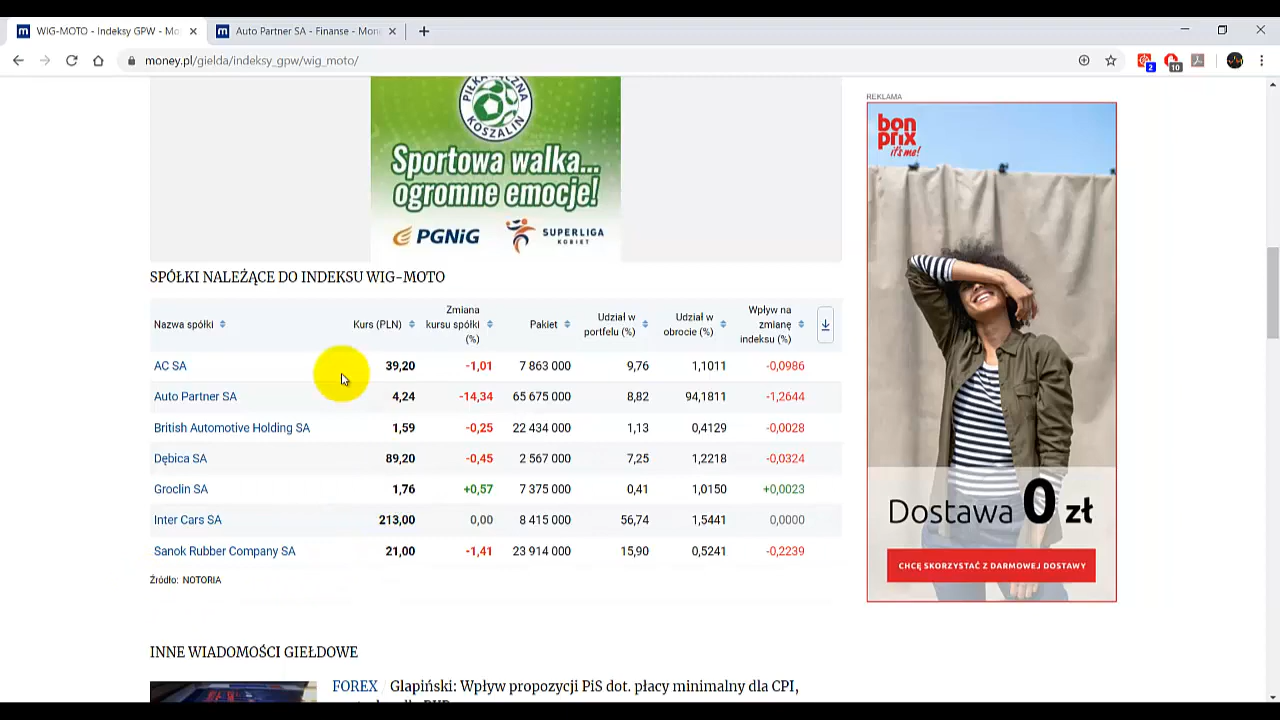 WIG-MOTO - Indeksy GPW - Mo
Auto Partner SA - Finanse - Mon
money.pl/gielda/indeksy_gpw/wig_moto/
2
10
PIŁKA RĘCZNA
KOSZALIN
Sportowa walka...
ogromne emocje!
PGNiG
SUPERLIGA
KOBIET
REKLAMA
bon
prix
it's me!
Dostawa 0 zł
CHCĘ SKORZYSTAĆ Z DARMOWEJ DOSTAWY
SPÓŁKI NALEŻĄCE DO INDEKSU WIG-MOTO
Nazwa spółki Kurs (PLN) Zmiana kursu spółki (%) Pakiet Udział w portfelu (%) Udział w obrocie (%) Wpływ na zmianę indeksu (%)
AC SA 39,20 -1,01 7 863 000 9,76 1,1011 -0,0986
Auto Partner SA 4,24 -14,34 65 675 000 8,82 94,1811 -1,2644
British Automotive Holding SA 1,59 -0,25 22 434 000 1,13 0,4129 -0,0028
Dębica SA 89,20 -0,45 2 567 000 7,25 1,2218 -0,0324
Groclin SA 1,76 +0,57 7 375 000 0,41 1,0150 +0,0023
Inter Cars SA 213,00 0,00 8 415 000 56,74 1,5441 0,0000
Sanok Rubber Company SA 21,00 -1,41 23 914 000 15,90 0,5241 -0,2239
Źródło: NOTORIA
INNE WIADOMOŚCI GIEŁDOWE
FOREX Glapiński: Wpływ propozycji PiS dot. płacy minimalny dla CPI,